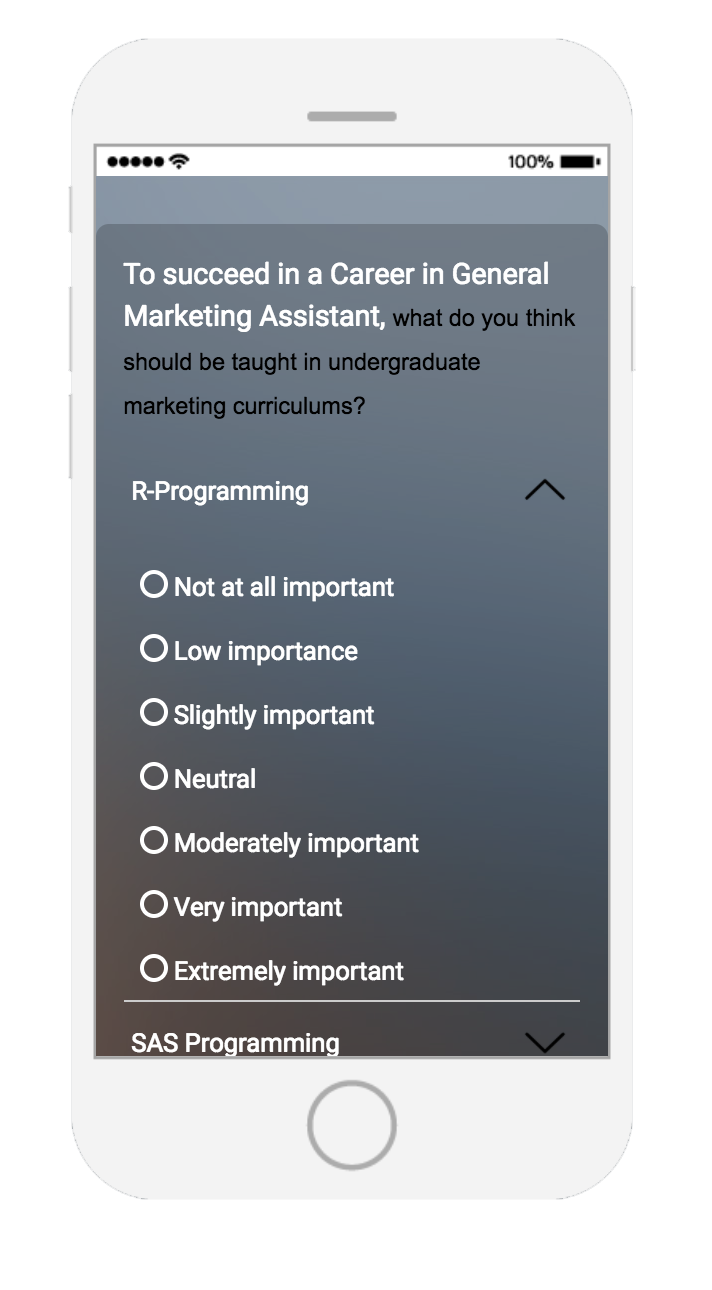 100%
To succeed in a Career in General
Marketing Assistant, what do you think
should be taught in undergraduate
marketing curriculums?
R-Programming
Not at all important
Low importance
Slightly important
Neutral
Moderately important
Very important
Extremely important
SAS Programming